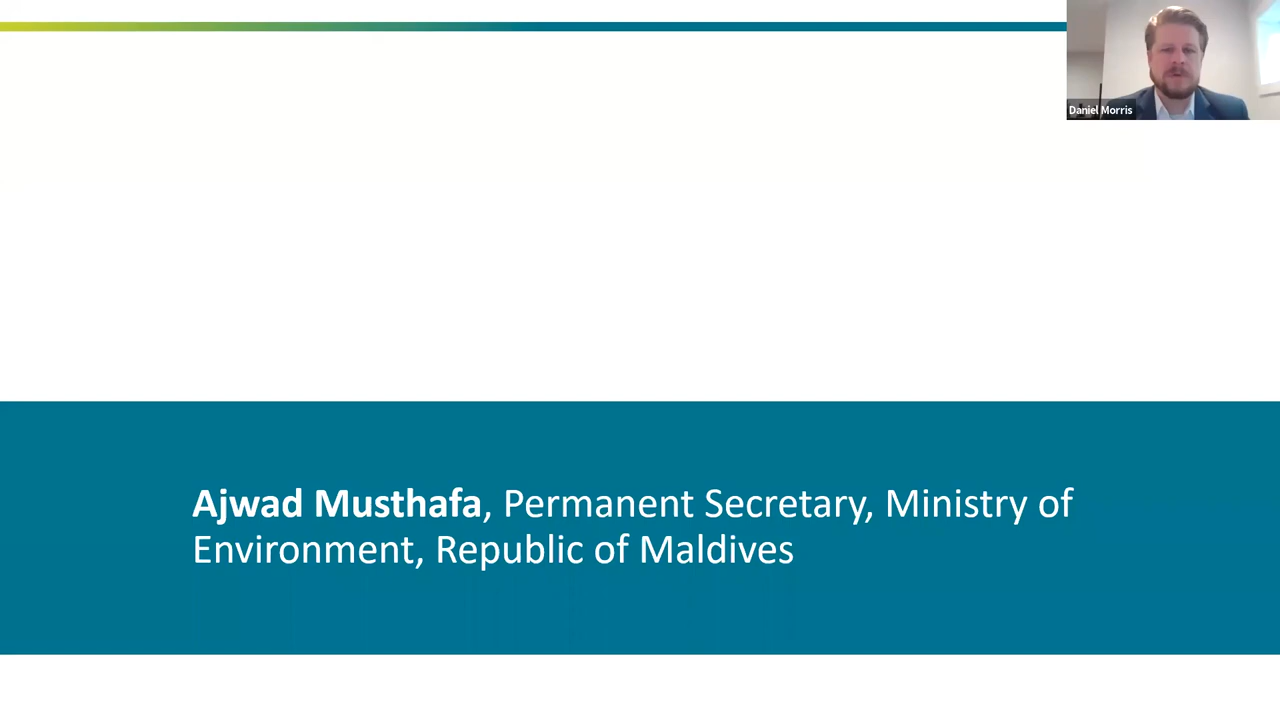 Daniel Morris
Ajwad Musthafa, Permanent Secretary, Ministry of
Environment, Republic of Maldives